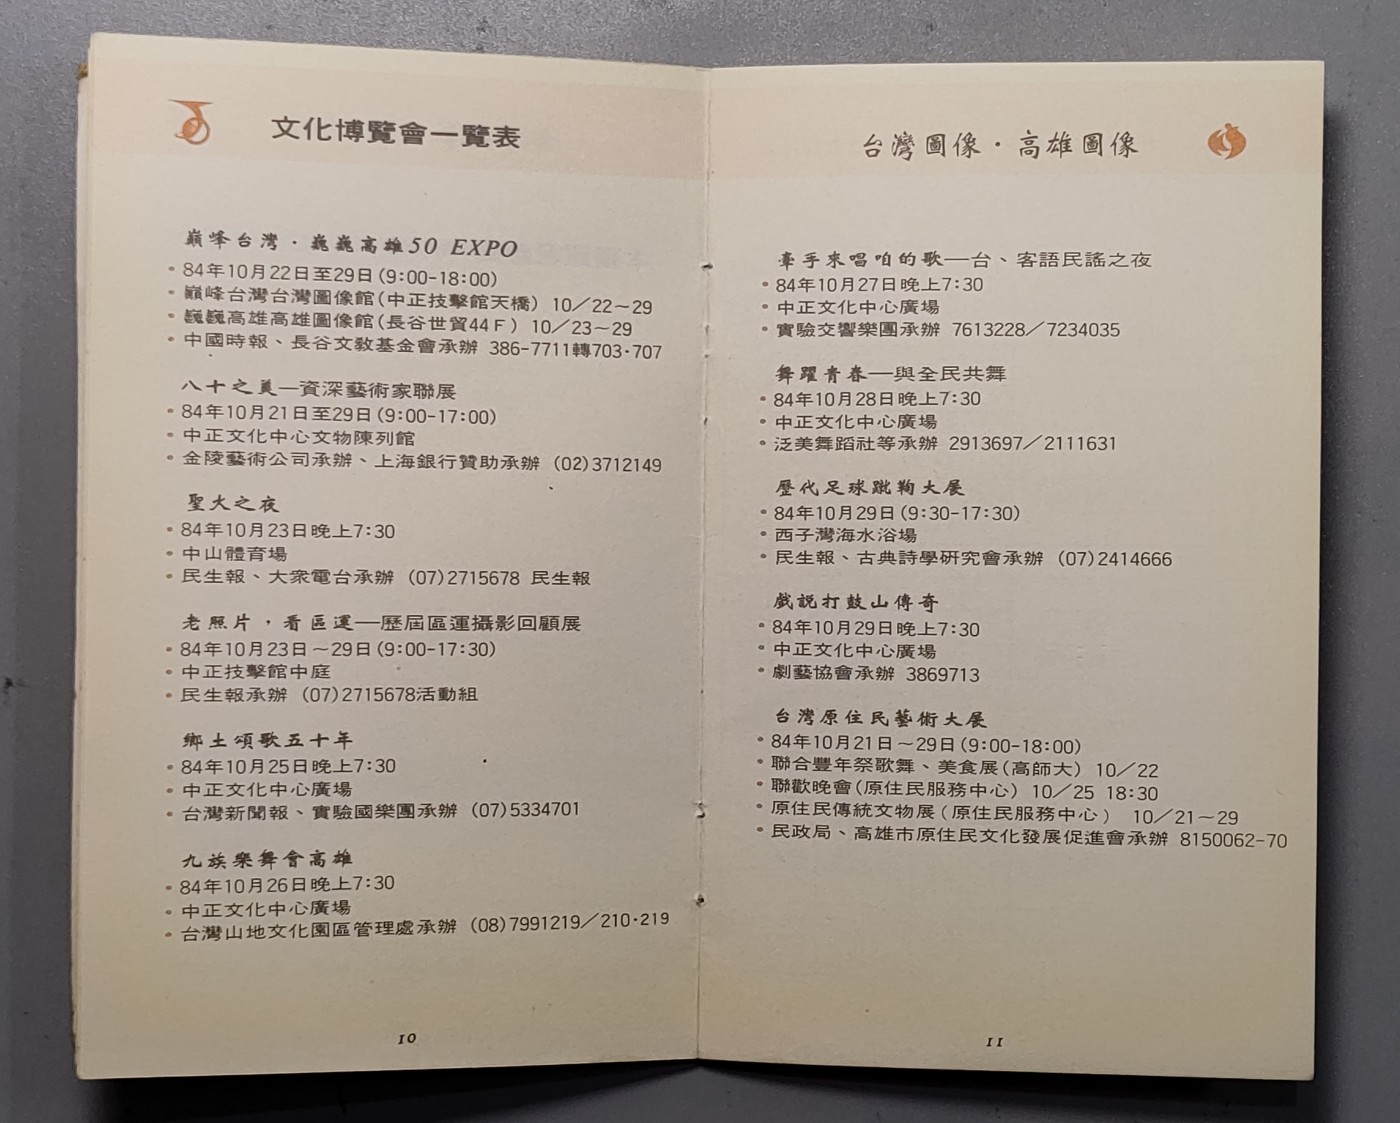 文化博覽會一覽表
巔峰台灣·巍巍高雄50 EXPO
•84年10月22日至29日(9:00-18:00)
•巔峰台灣台灣圖像館(中正技擊館天橋) 10／22～29
•巍巍高雄高雄圖像館(長谷世貿44F) 10／23～29
•中國時報、長谷文教基金會承辦 386-7711轉703·707
八十之美—資深藝術家聯展
•84年10月21日至29日(9:00-17:00)
•中正文化中心文物陳列館
•金陵藝術公司承辦、上海銀行贊助承辦 (02)3712149
聖火之夜
•84年10月23日晚上7:30
•中山體育場
•民生報、大眾電台承辦 (07)2715678 民生報
老照片，看區運—歷屆區運攝影回顧展
•84年10月23日～29日(9:00-17:30)
•中正技擊館中庭
•民生報承辦 (07)2715678活動組
鄉土頌歌五十年
•84年10月25日晚上7:30
•中正文化中心廣場
•台灣新聞報、實驗國樂團承辦 (07)5334701
九族樂舞會高雄
•84年10月26日晚上7:30
•中正文化中心廣場
•台灣山地文化園區管理處承辦 (08)7991219／210·219
10
台灣圖像·高雄圖像
牽手來唱咱的歌—台、客語民謠之夜
•84年10月27日晚上7:30
•中正文化中心廣場
•實驗交響樂團承辦 7613228／7234035
舞躍青春—與全民共舞
•84年10月28日晚上7:30
•中正文化中心廣場
•泛美舞蹈社等承辦 2913697／2111631
歷代足球蹴鞠大展
•84年10月29日(9:30-17:30)
•西子灣海水浴場
•民生報、古典詩學研究會承辦 (07)2414666
戲說打鼓山傳奇
•84年10月29日晚上7:30
•中正文化中心廣場
•劇藝協會承辦 3869713
台灣原住民藝術大展
•84年10月21日～29日(9:00-18:00)
•聯合豐年祭歌舞、美食展(高師大) 10／22
•聯歡晚會(原住民服務中心) 10／25 18:30
•原住民傳統文物展(原住民服務中心) 10／21～29
•民政局、高雄市原住民文化發展促進會承辦 8150062-70
11